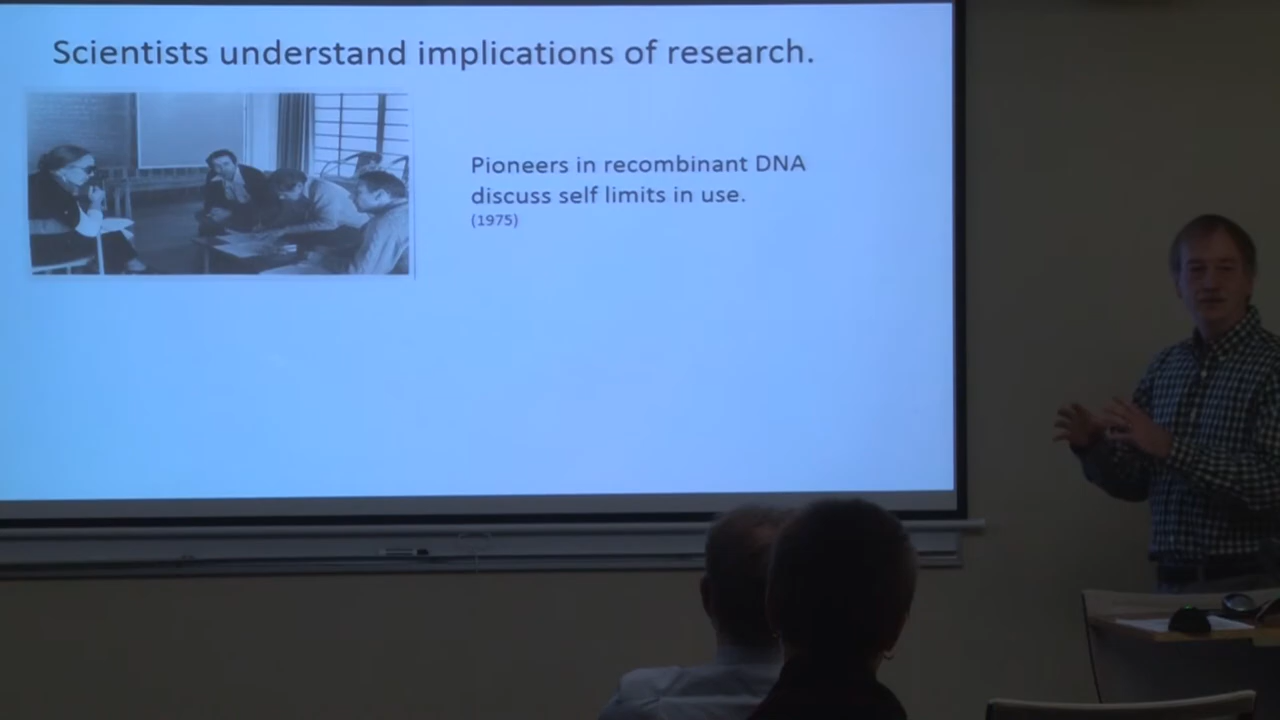 Scientists understand implications of research.
Pioneers in recombinant DNA
discuss self limits in use.
(1975)